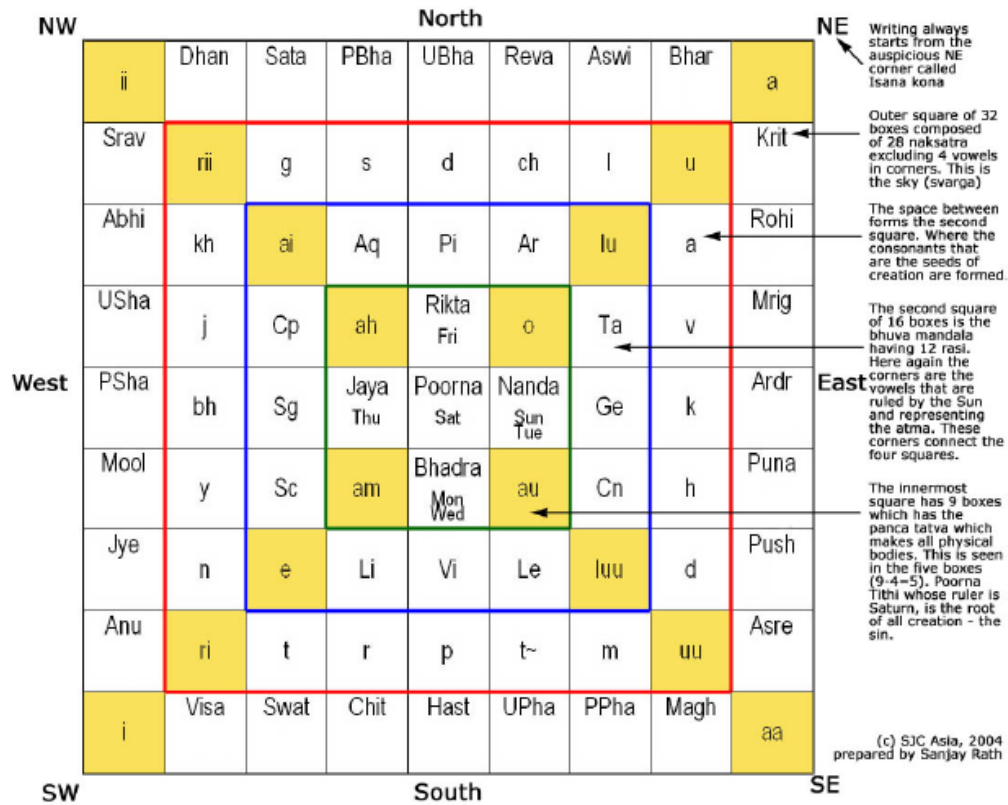 North
NW
NE
ii
Dhan
Sata
PBha
UBha
Reva
Aswi
Bhar
a
Srav
rii
g
s
d
ch
l
u
Krit
Abhi
kh
ai
Aq
Pi
Ar
lu
a
Rohi
USha
j
Cp
ah
Rikta
Fri
o
Ta
v
Mrig
West
PSha
bh
Sg
Jaya
Thu
Poorna
Sat
Nanda
Sun
Tue
Ge
k
Ardr
East
Mool
y
Sc
am
Bhadra
Mon
Wed
au
Cn
h
Puna
Jye
n
e
Li
Vi
Le
luu
d
Push
Anu
ri
t
r
p
t~
m
uu
Asre
i
Visa
Swat
Chit
Hast
UPha
PPha
Magh
aa
SW
South
SE
Writing always
starts from the
auspicious NE
corner called
Isana kona
Outer square of 32
boxes composed
of 28 naksatra
excluding 4 vowels
in corners. This is
the sky (svarga)
The space between
forms the second
square. Where the
consonants that
are the seeds of
creation are formed
The second square
of 16 boxes is the
bhuva mandala
having 12 rasi.
Here again the
corners are the
vowels that are
ruled by the Sun
and representing
the atma. These
corners connect the
four squares.
The innermost
square has 9 boxes
which has the
panca tatva which
makes all physical
bodies. This is seen
in the five boxes
(9-4=5). Poorna
Tithi whose ruler is
Saturn, is the root
of all creation - the
sin.
(c) SJC Asia, 2004
prepared by Sanjay Rath